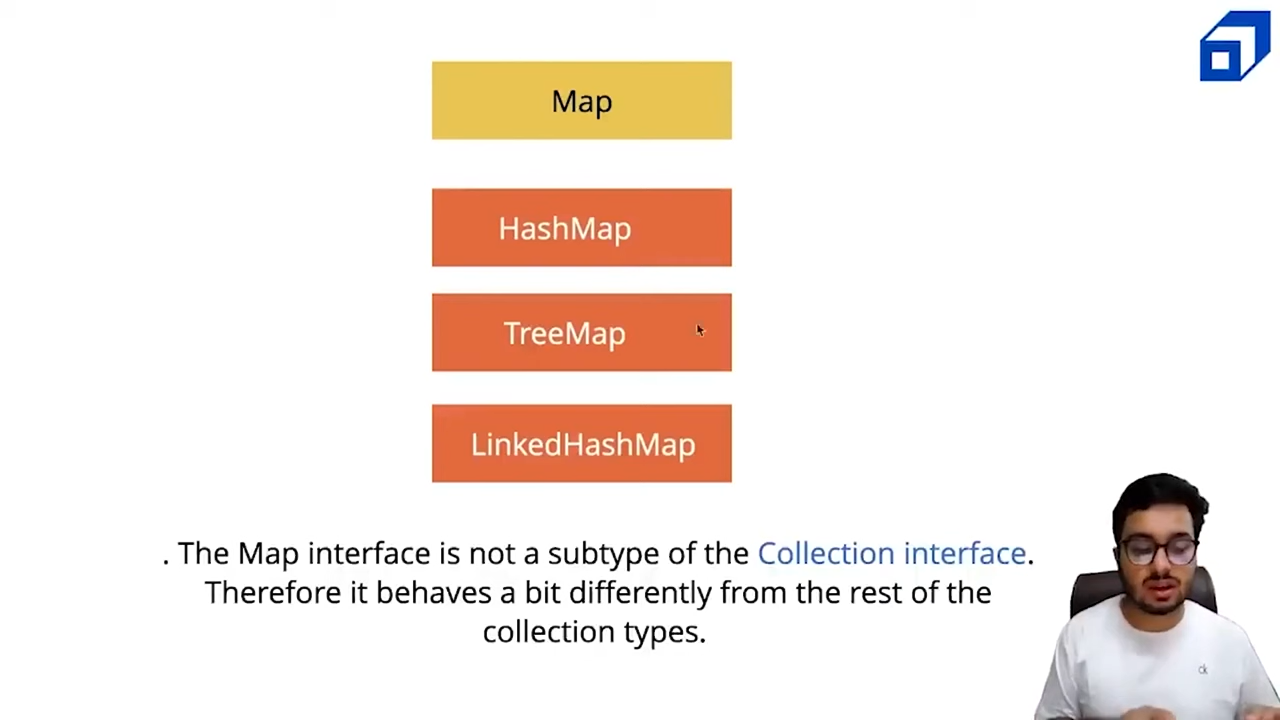 Map
HashMap
TreeMap
LinkedHashMap
. The Map interface is not a subtype of the Collection interface.
Therefore it behaves a bit differently from the rest of the
collection types.
ck